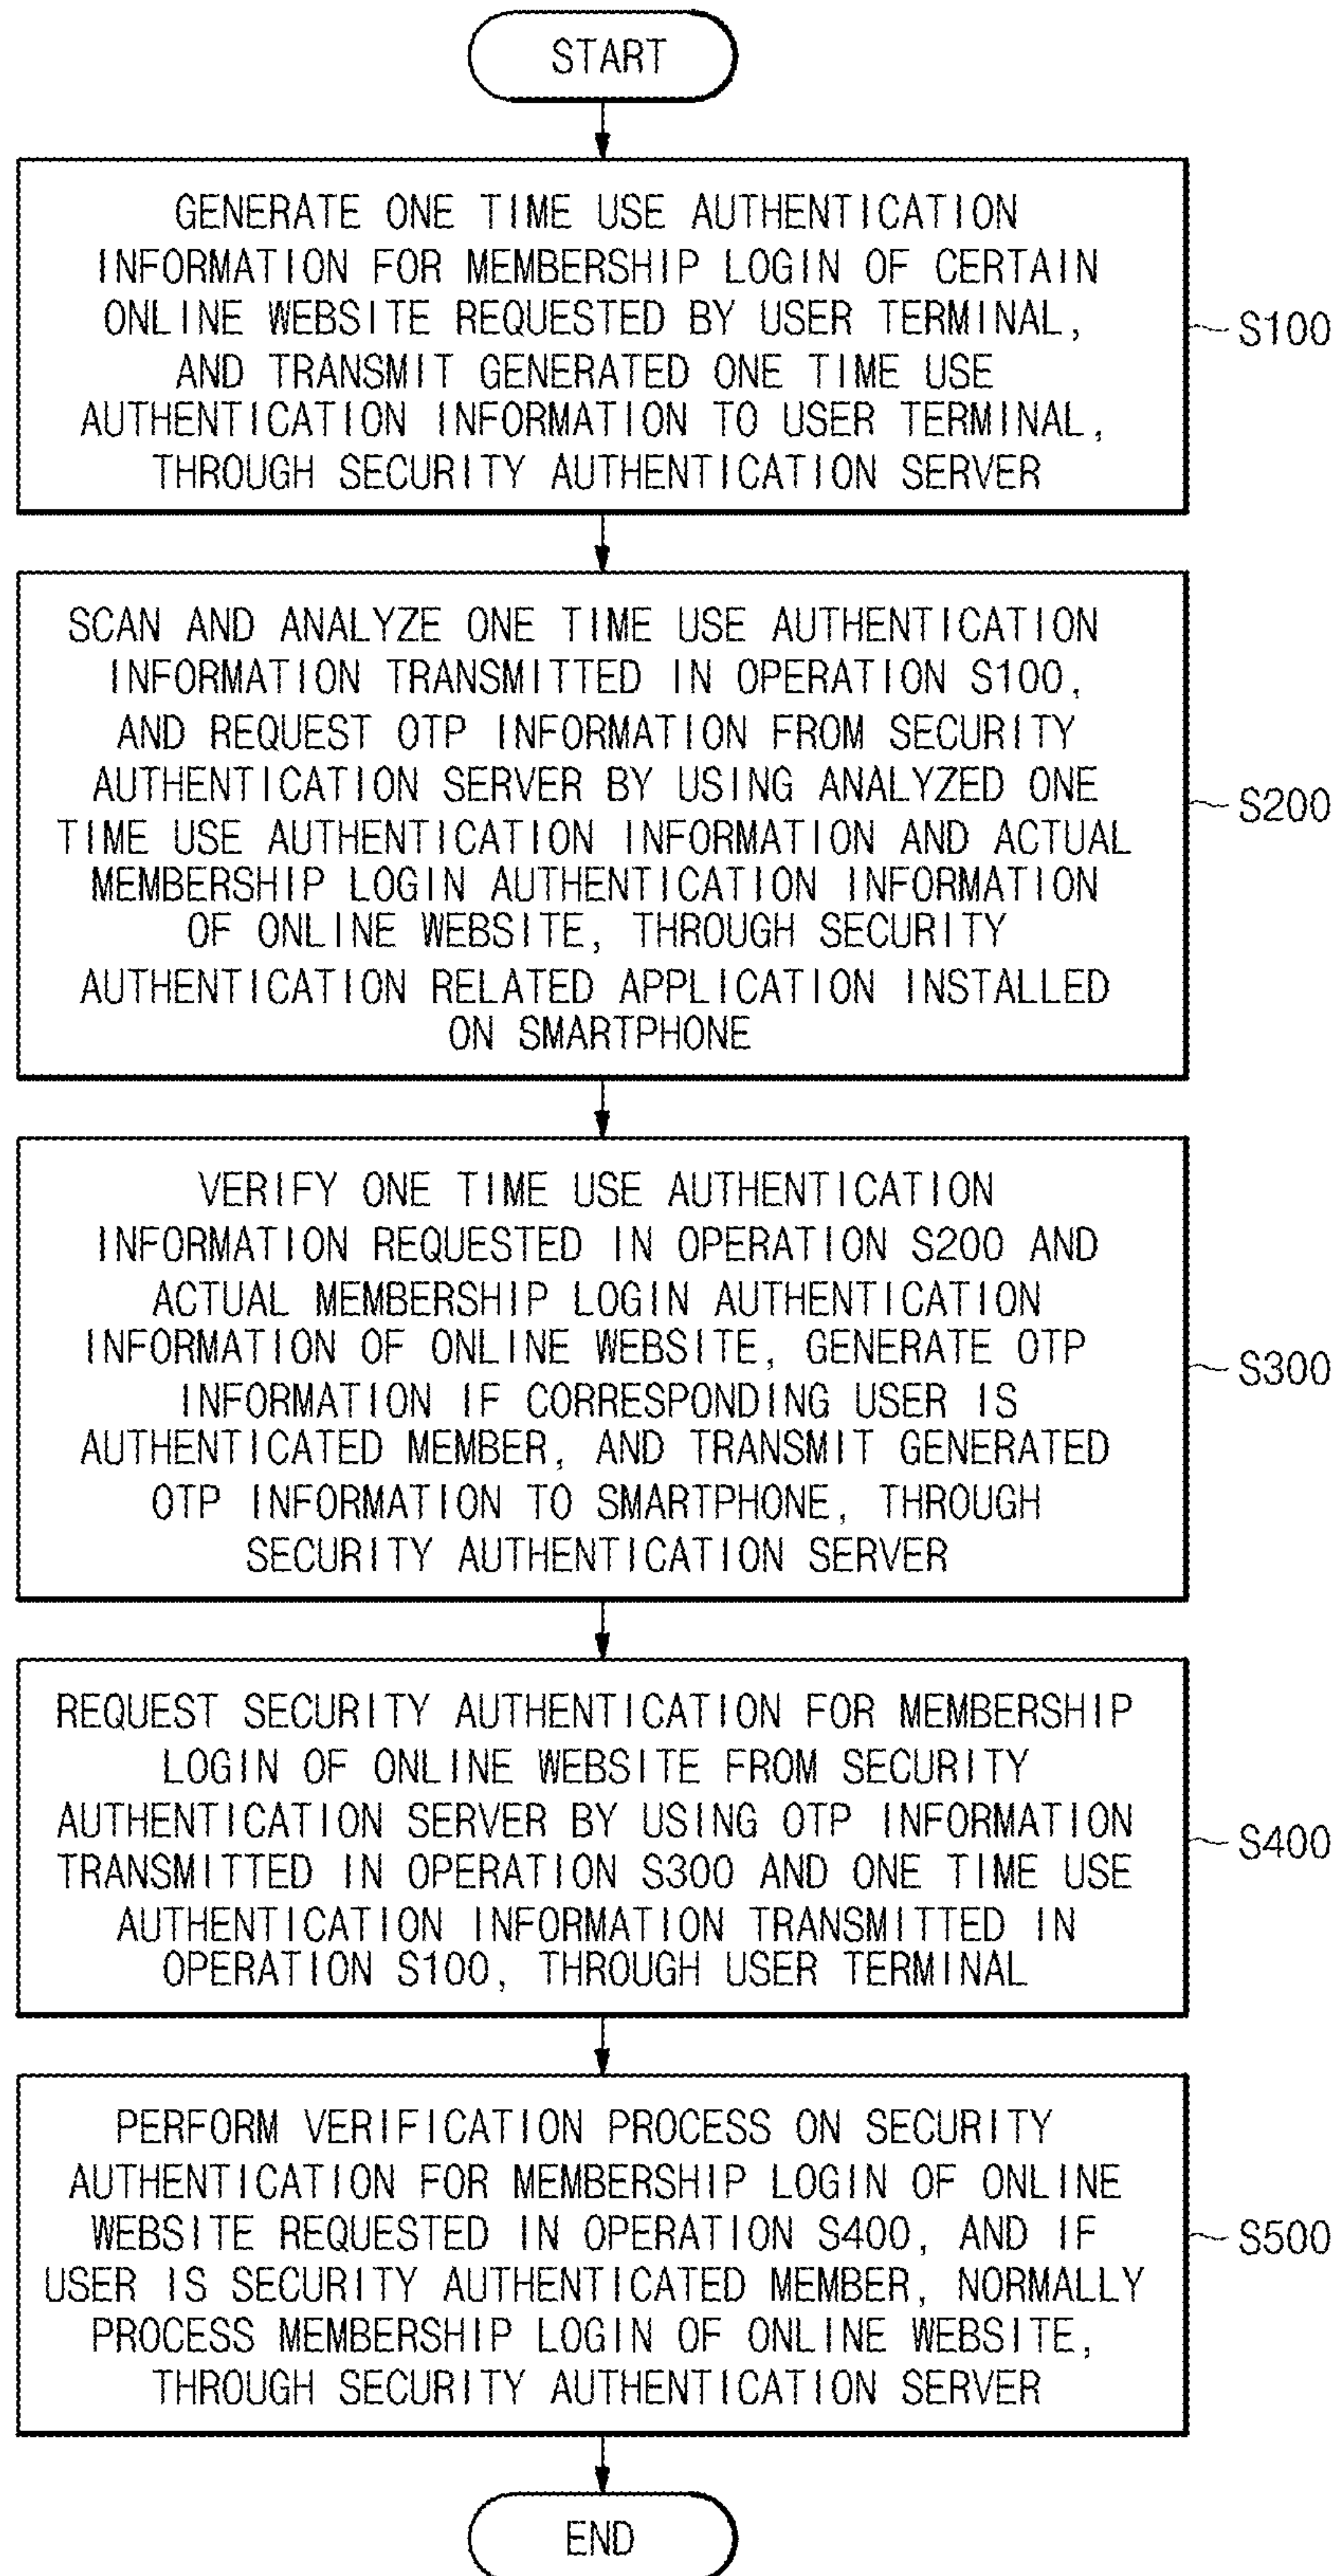 START
GENERATE ONE TIME USE AUTHENTICATION
INFORMATION FOR MEMBERSHIP LOGIN OF CERTAIN
ONLINE WEBSITE REQUESTED BY USER TERMINAL,
AND TRANSMIT GENERATED ONE TIME USE
AUTHENTICATION INFORMATION TO USER TERMINAL,
THROUGH SECURITY AUTHENTICATION SERVER
S100
SCAN AND ANALYZE ONE TIME USE AUTHENTICATION
INFORMATION TRANSMITTED IN OPERATION S100,
AND REQUEST OTP INFORMATION FROM SECURITY
AUTHENTICATION SERVER BY USING ANALYZED ONE
TIME USE AUTHENTICATION INFORMATION AND ACTUAL
MEMBERSHIP LOGIN AUTHENTICATION INFORMATION
OF ONLINE WEBSITE, THROUGH SECURITY
AUTHENTICATION RELATED APPLICATION INSTALLED
ON SMARTPHONE
S200
VERIFY ONE TIME USE AUTHENTICATION
INFORMATION REQUESTED IN OPERATION S200 AND
ACTUAL MEMBERSHIP LOGIN AUTHENTICATION
INFORMATION OF ONLINE WEBSITE, GENERATE OTP
INFORMATION IF CORRESPONDING USER IS
AUTHENTICATED MEMBER, AND TRANSMIT GENERATED
OTP INFORMATION TO SMARTPHONE, THROUGH
SECURITY AUTHENTICATION SERVER
S300
REQUEST SECURITY AUTHENTICATION FOR MEMBERSHIP
LOGIN OF ONLINE WEBSITE FROM SECURITY
AUTHENTICATION SERVER BY USING OTP INFORMATION
TRANSMITTED IN OPERATION S300 AND ONE TIME USE
AUTHENTICATION INFORMATION TRANSMITTED IN
OPERATION S100, THROUGH USER TERMINAL
S400
PERFORM VERIFICATION PROCESS ON SECURITY
AUTHENTICATION FOR MEMBERSHIP LOGIN OF ONLINE
WEBSITE REQUESTED IN OPERATION S400, AND IF
USER IS SECURITY AUTHENTICATED MEMBER, NORMALLY
PROCESS MEMBERSHIP LOGIN OF ONLINE WEBSITE,
THROUGH SECURITY AUTHENTICATION SERVER
S500
END